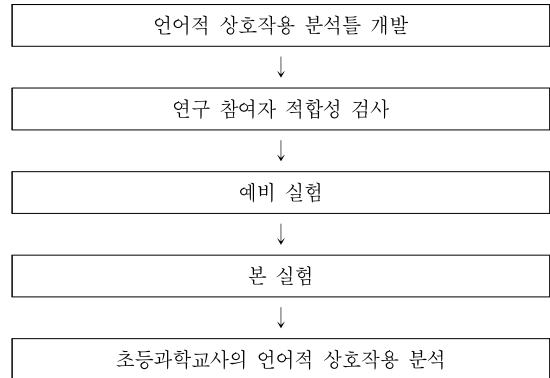 언어적 상호작용 분석틀 개발
↓
연구 참여자 적합성 검사
↓
예비 실험
↓
본 실험
↓
초등과학교사의 언어적 상호작용 분석